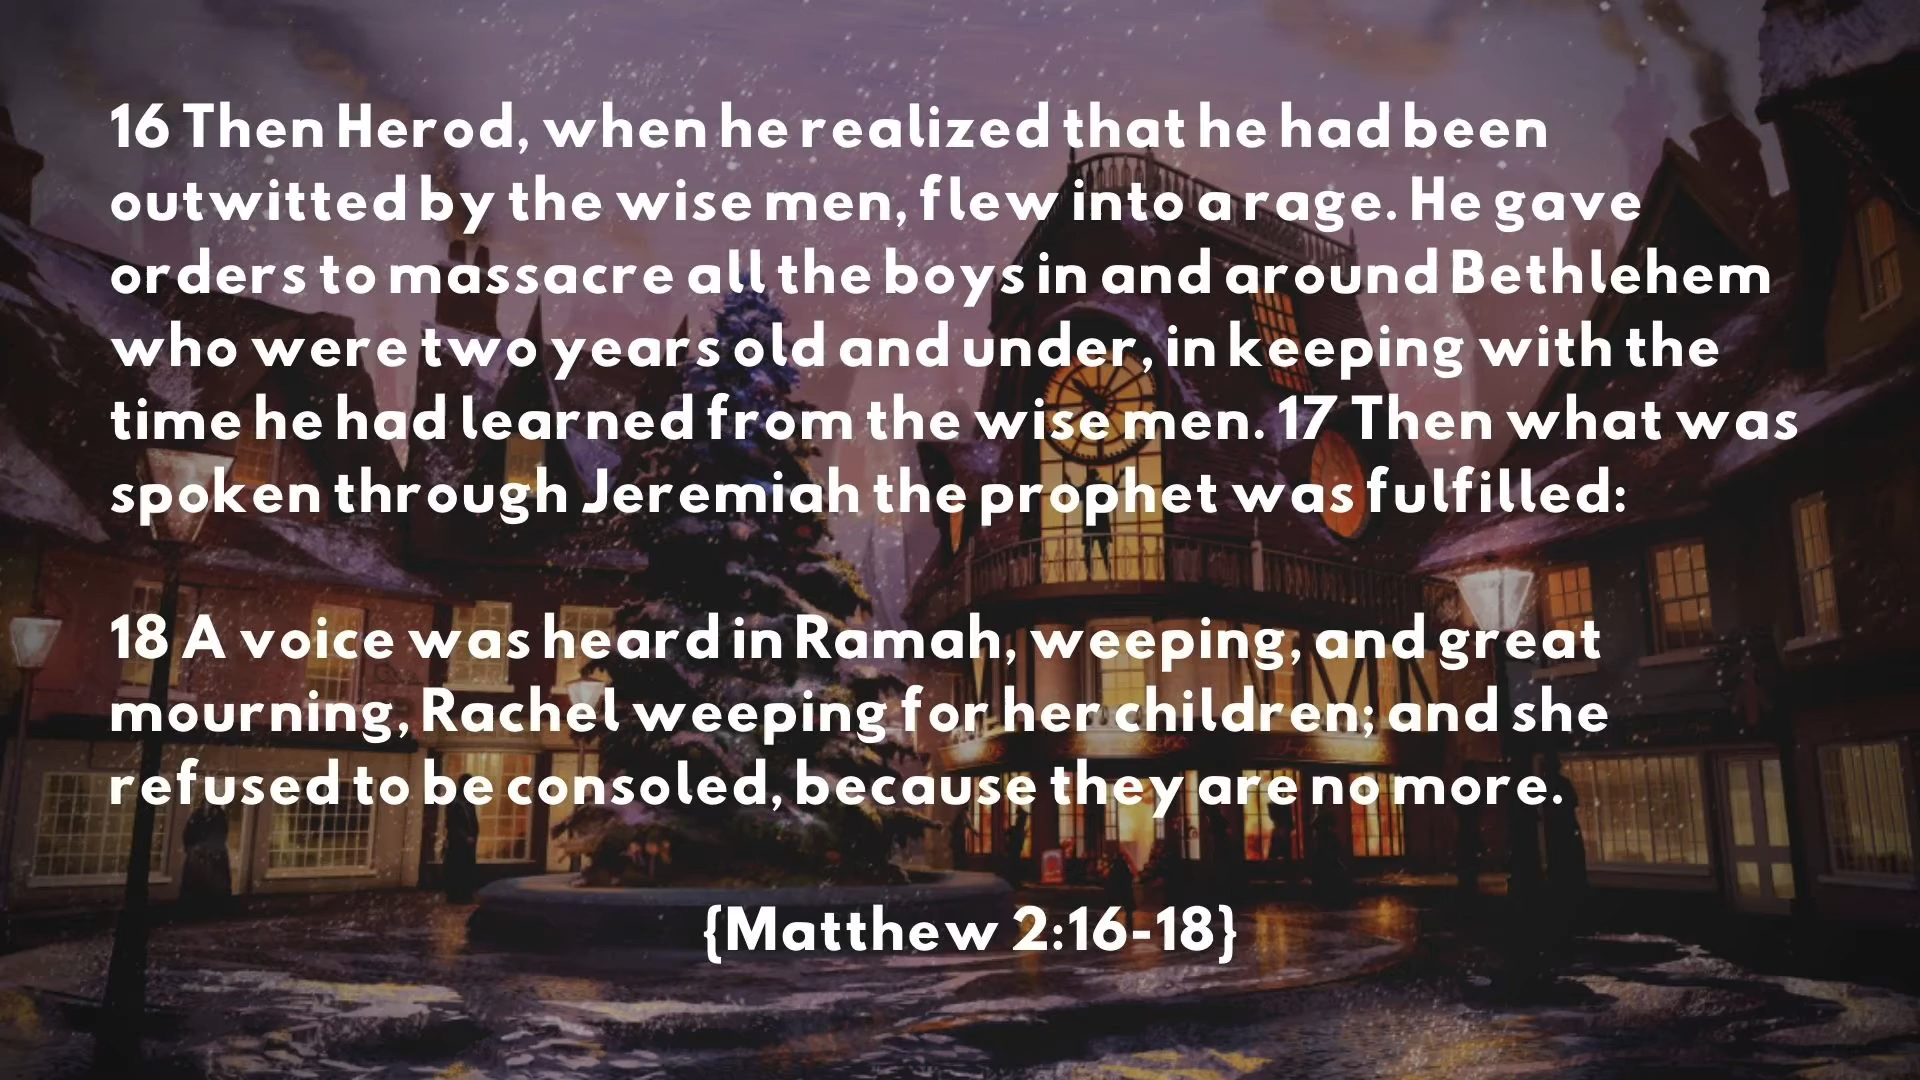 16 Then Herod, when he realized that he had been
outwitted by the wise men, flew into a rage. He gave
orders to massacre all the boys in and around Bethlehem
who were two years old and under, in keeping with the
time he had learned from the wise men. 17 Then what was
spoken through Jeremiah the prophet was fulfilled:
18 A voice was heard in Ramah, weeping, and great
mourning, Rachel weeping for her children; and she
refused to be consoled, because they are no more.
{Matthew 2:16-18}